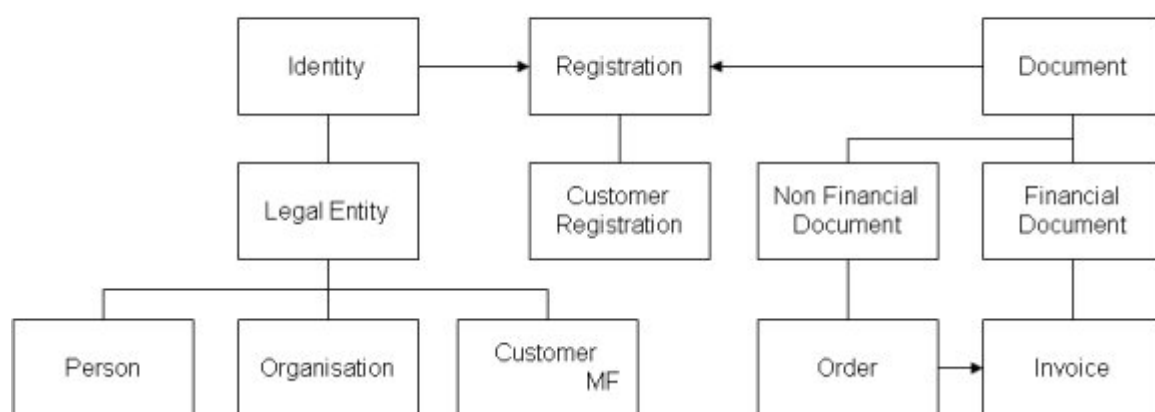 Identity
Registration
Document
Legal Entity
Customer
Registration
Non Financial
Document
Financial
Document
Person
Organisation
Customer
MF
Order
Invoice